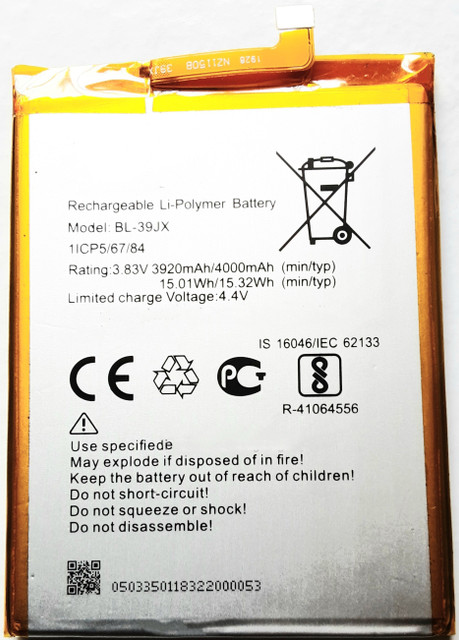 1928 NZ11508 39J
Rechargeable Li-Polymer Battery
Model: BL-39JX
1ICP5/67/84
Rating:3.83V 3920mAh/4000mAh (min/typ)
15.01Wh/15.32Wh (min/typ)
Limited charge Voltage:4.4V
IS 16046/IEC 62133
CE
R-41064556
Use specifiedè
May explode if disposed of in fire!
Keep the battery out of reach of children!
Do not short-circuit!
Do not squeeze or shock!
Do not disassemble!
0503350118322000053